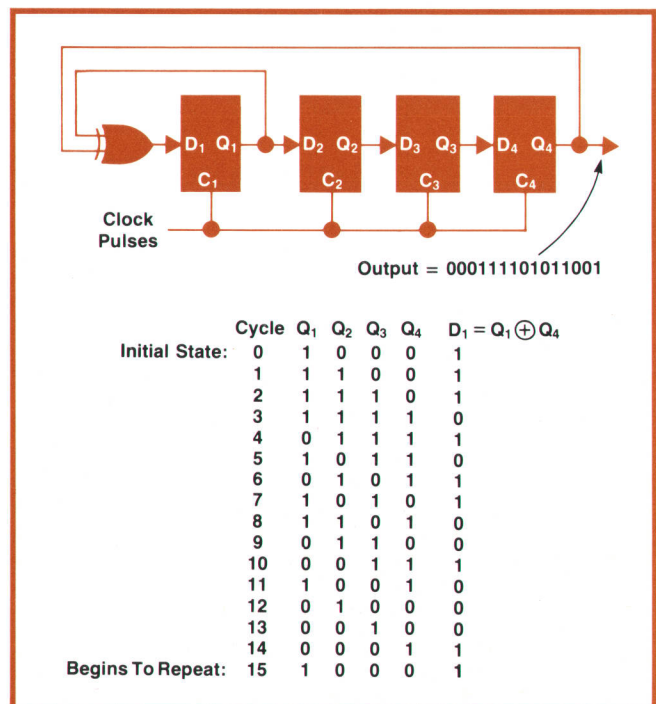 D₁ Q₁ D₂ Q₂ D₃ Q₃ D₄ Q₄
C₁ C₂ C₃ C₄
Clock
Pulses
Output = 000111101011001
Cycle Q₁ Q₂ Q₃ Q₄ D₁ = Q₁ ⊕ Q₄
Initial State: 0 1 0 0 0 1
1 1 1 0 0 1
2 1 1 1 0 1
3 1 1 1 1 0
4 0 1 1 1 1
5 1 0 1 1 0
6 0 1 0 1 1
7 1 0 1 0 1
8 1 1 0 1 0
9 0 1 1 0 0
10 0 0 1 1 1
11 1 0 0 1 0
12 0 1 0 0 0
13 0 0 1 0 0
14 0 0 0 1 1
Begins To Repeat: 15 1 0 0 0 1